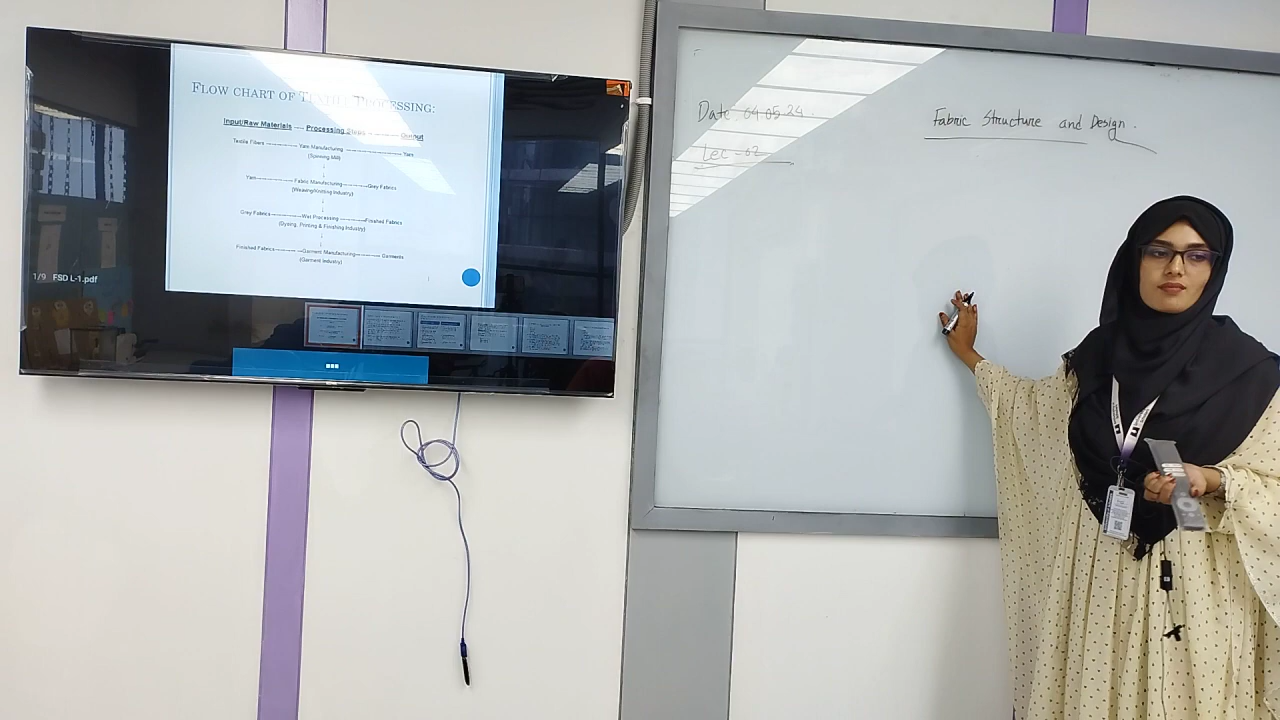 FLOW CHART OF TEXTILE PROCESSING:
Input/Raw Materials ---- Processing Steps ---------- Output
Textile Fibers ------------ Yarn Manufacturing ------------ Yarn
(Spinning Mill)
Yarn ------------ Fabric Manufacturing ---------- Grey Fabrics
(Weaving/Knitting Industry)
Grey Fabrics ------------ Wet Processing ---------- Finished Fabrics
(Dyeing, Printing & Finishing Industry)
Finished Fabrics --------- Garment Manufacturing --------- Garments
(Garment Industry)
1/9 FSD L-1.pdf
Date: 04.05.24.
Lec - 02
Fabric Structure and Design.